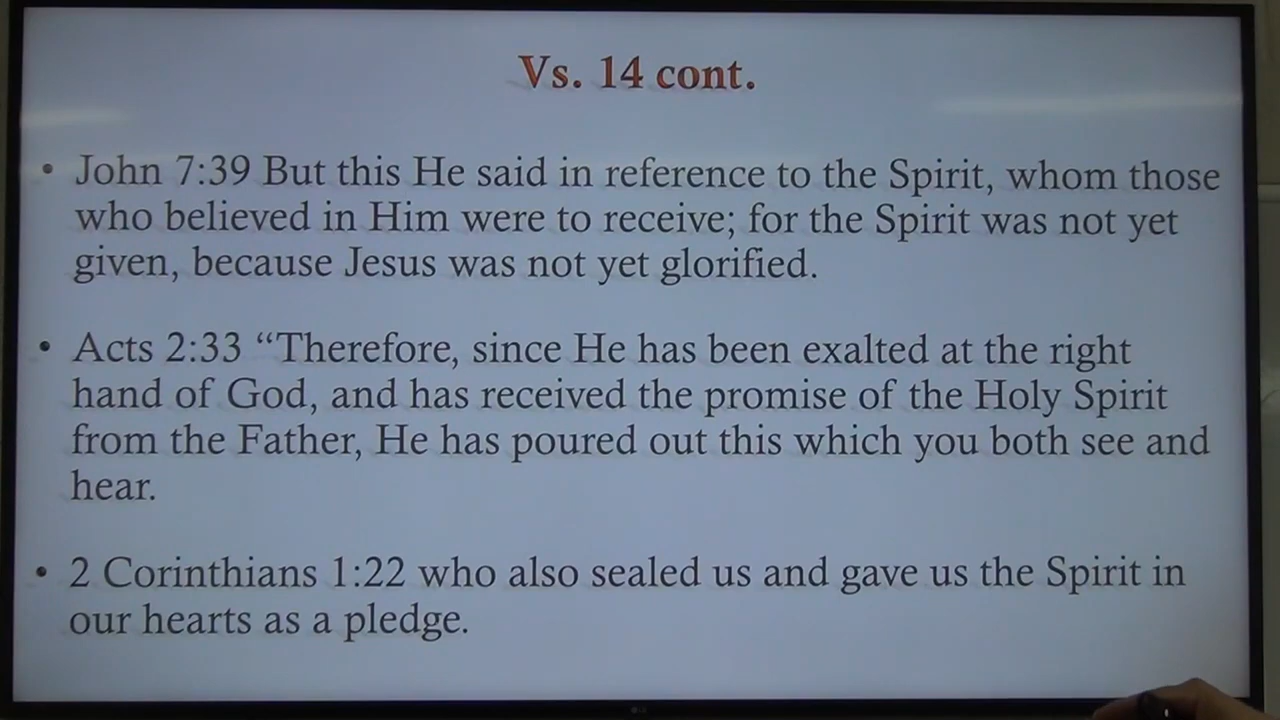 Vs. 14 cont.
• John 7:39 But this He said in reference to the Spirit, whom those
who believed in Him were to receive; for the Spirit was not yet
given, because Jesus was not yet glorified.
• Acts 2:33 “Therefore, since He has been exalted at the right
hand of God, and has received the promise of the Holy Spirit
from the Father, He has poured out this which you both see and
hear.
• 2 Corinthians 1:22 who also sealed us and gave us the Spirit in
our hearts as a pledge.
LG